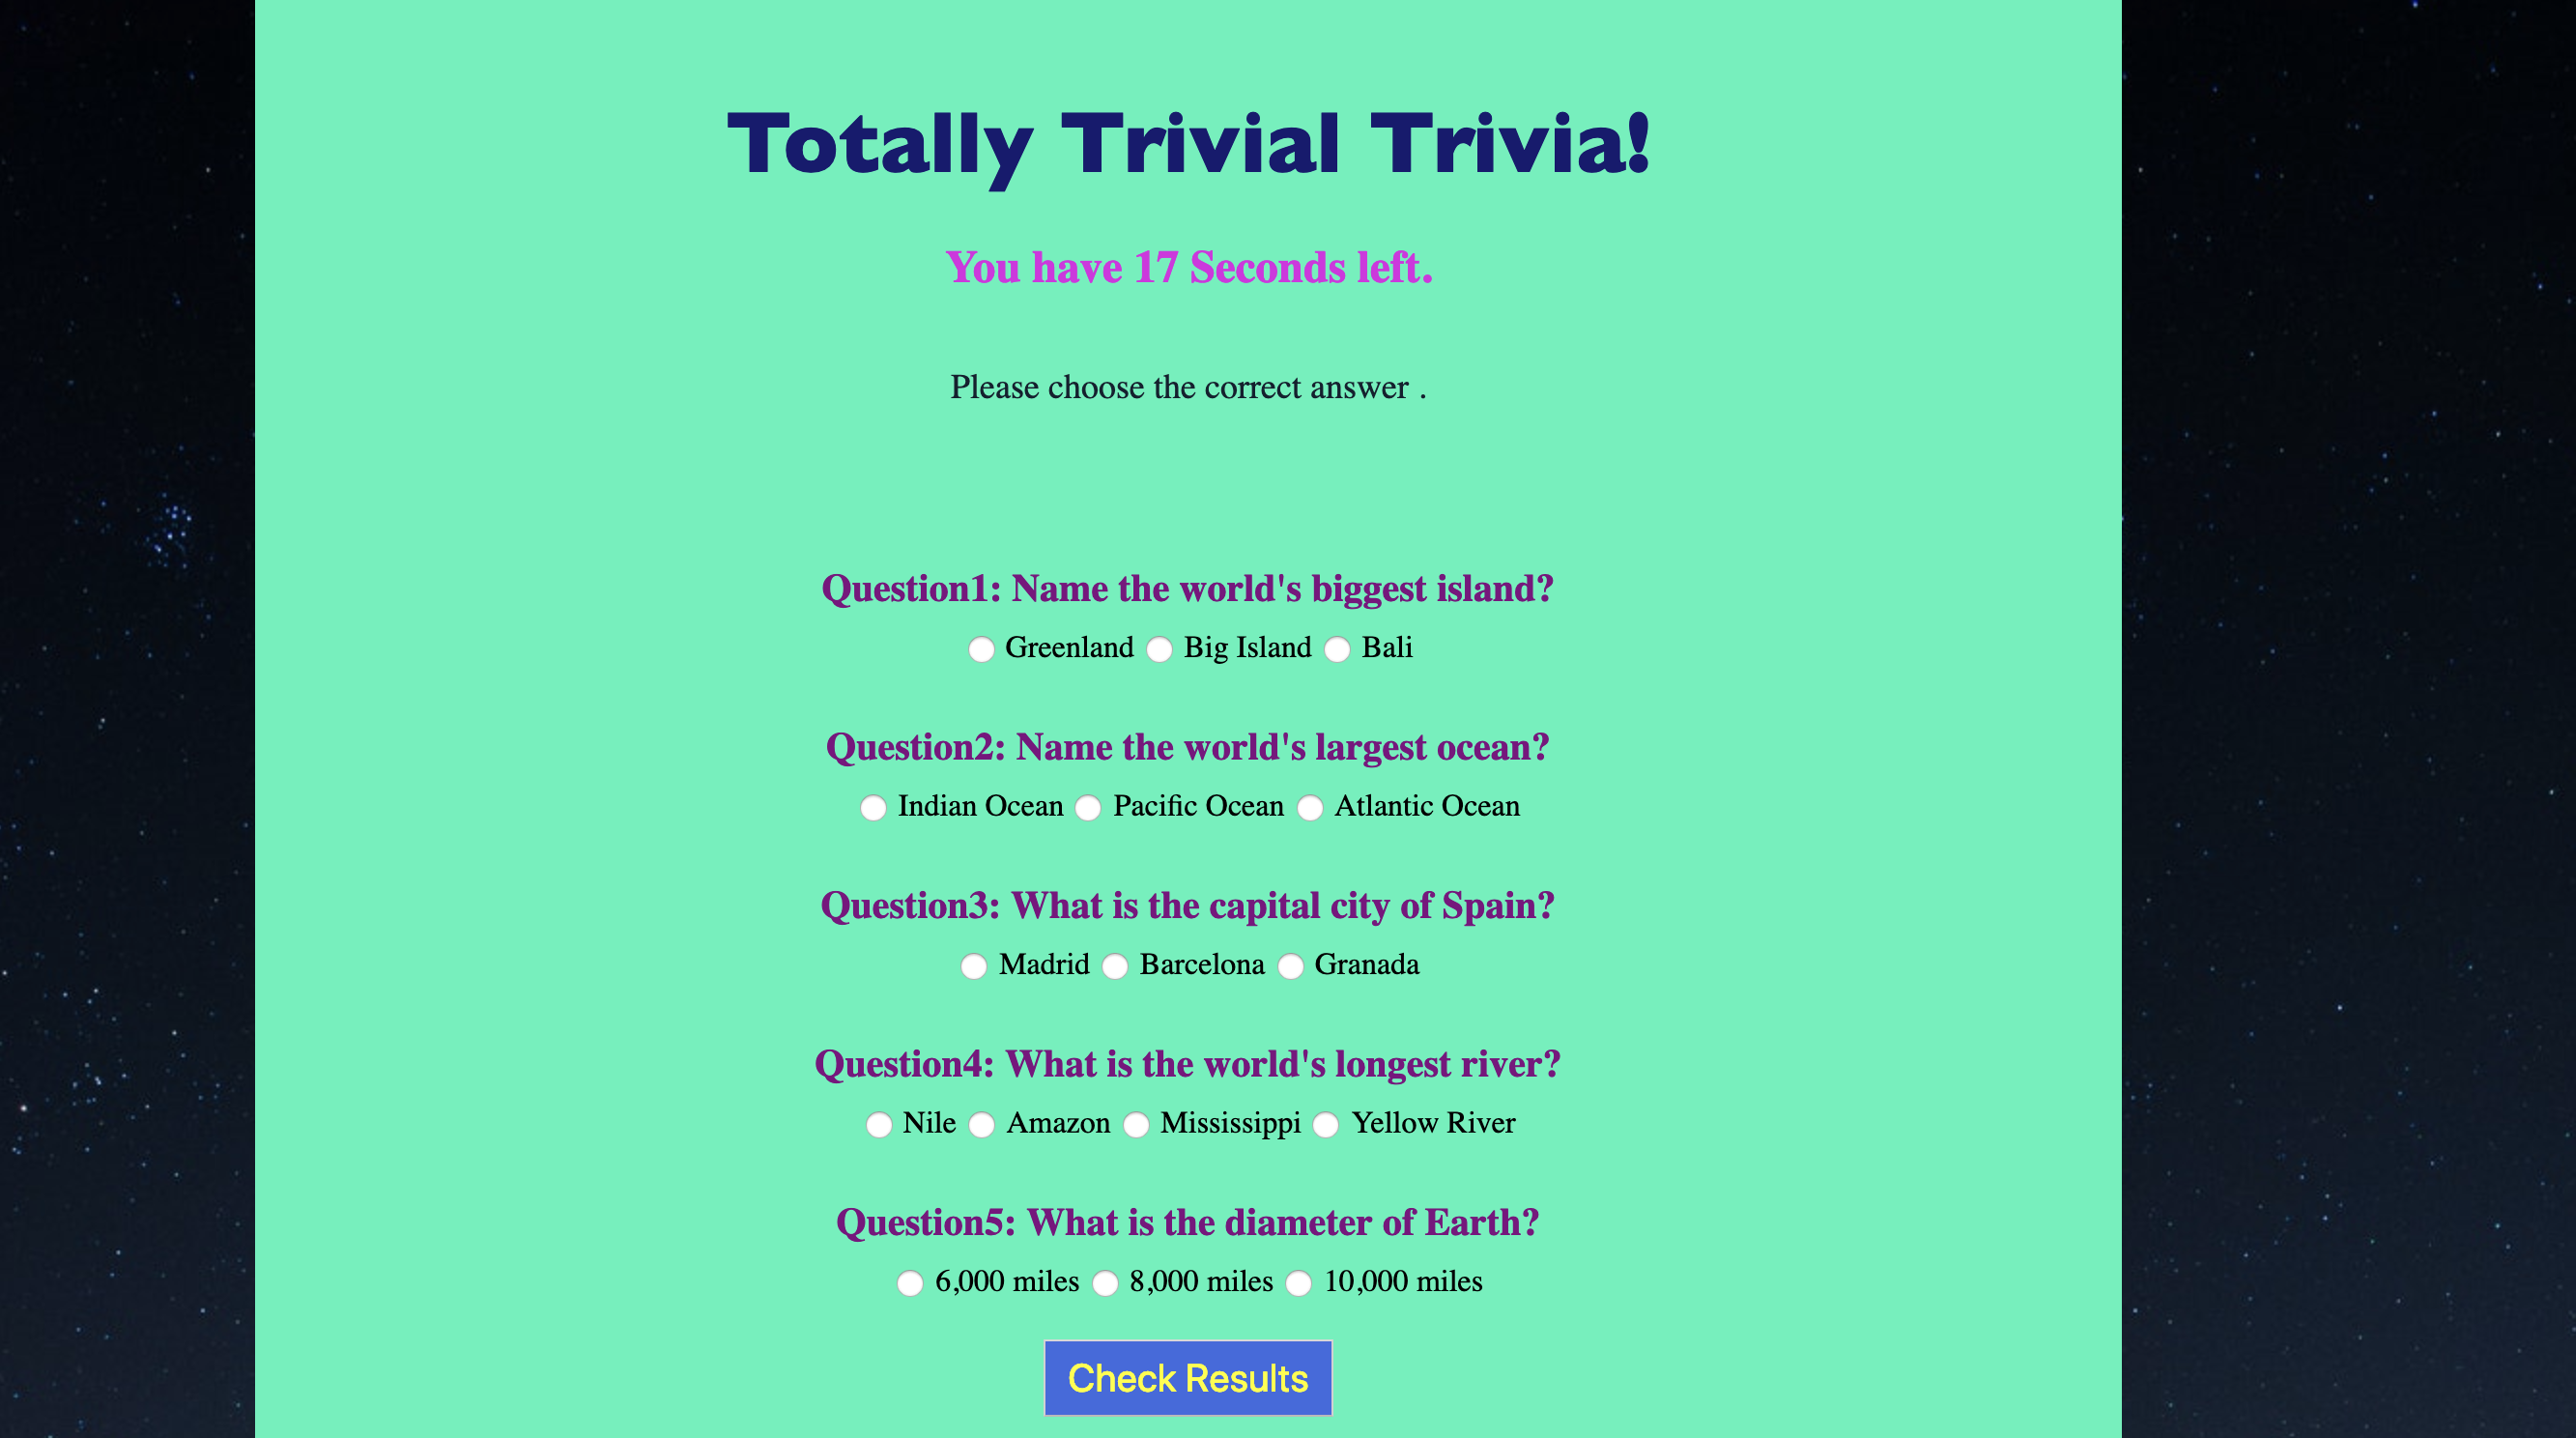 Totally Trivial Trivia!
You have 17 Seconds left.
Please choose the correct answer .
Question1: Name the world's biggest island?
Greenland Big Island Bali
Question2: Name the world's largest ocean?
Indian Ocean Pacific Ocean Atlantic Ocean
Question3: What is the capital city of Spain?
Madrid Barcelona Granada
Question4: What is the world's longest river?
Nile Amazon Mississippi Yellow River
Question5: What is the diameter of Earth?
6,000 miles 8,000 miles 10,000 miles
Check Results